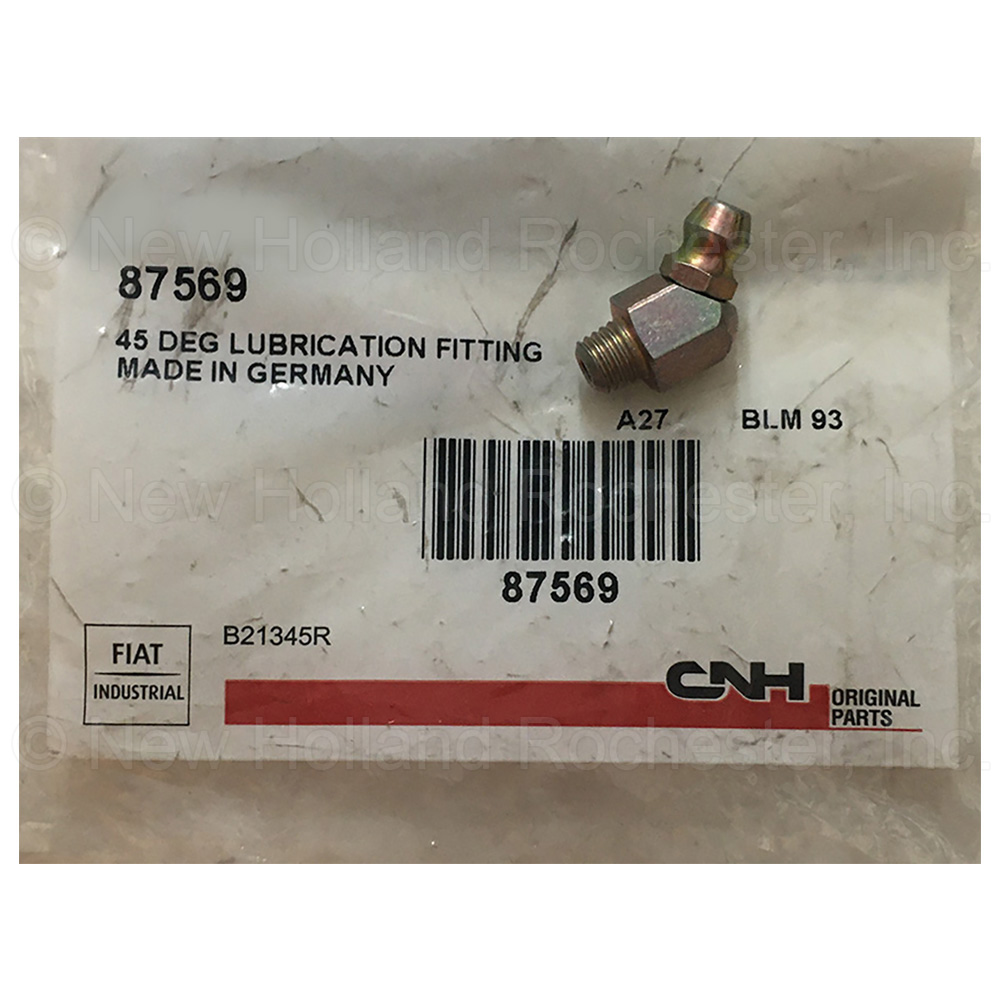 © New Holland Rochester, Inc.
87569
45 DEG LUBRICATION FITTING
MADE IN GERMANY
A27 BLM 93
© New Holland Rochester, Inc.
87569
B21345R
FIAT
INDUSTRIAL
CNH
ORIGINAL
PARTS
© New Holland Rochester, Inc.